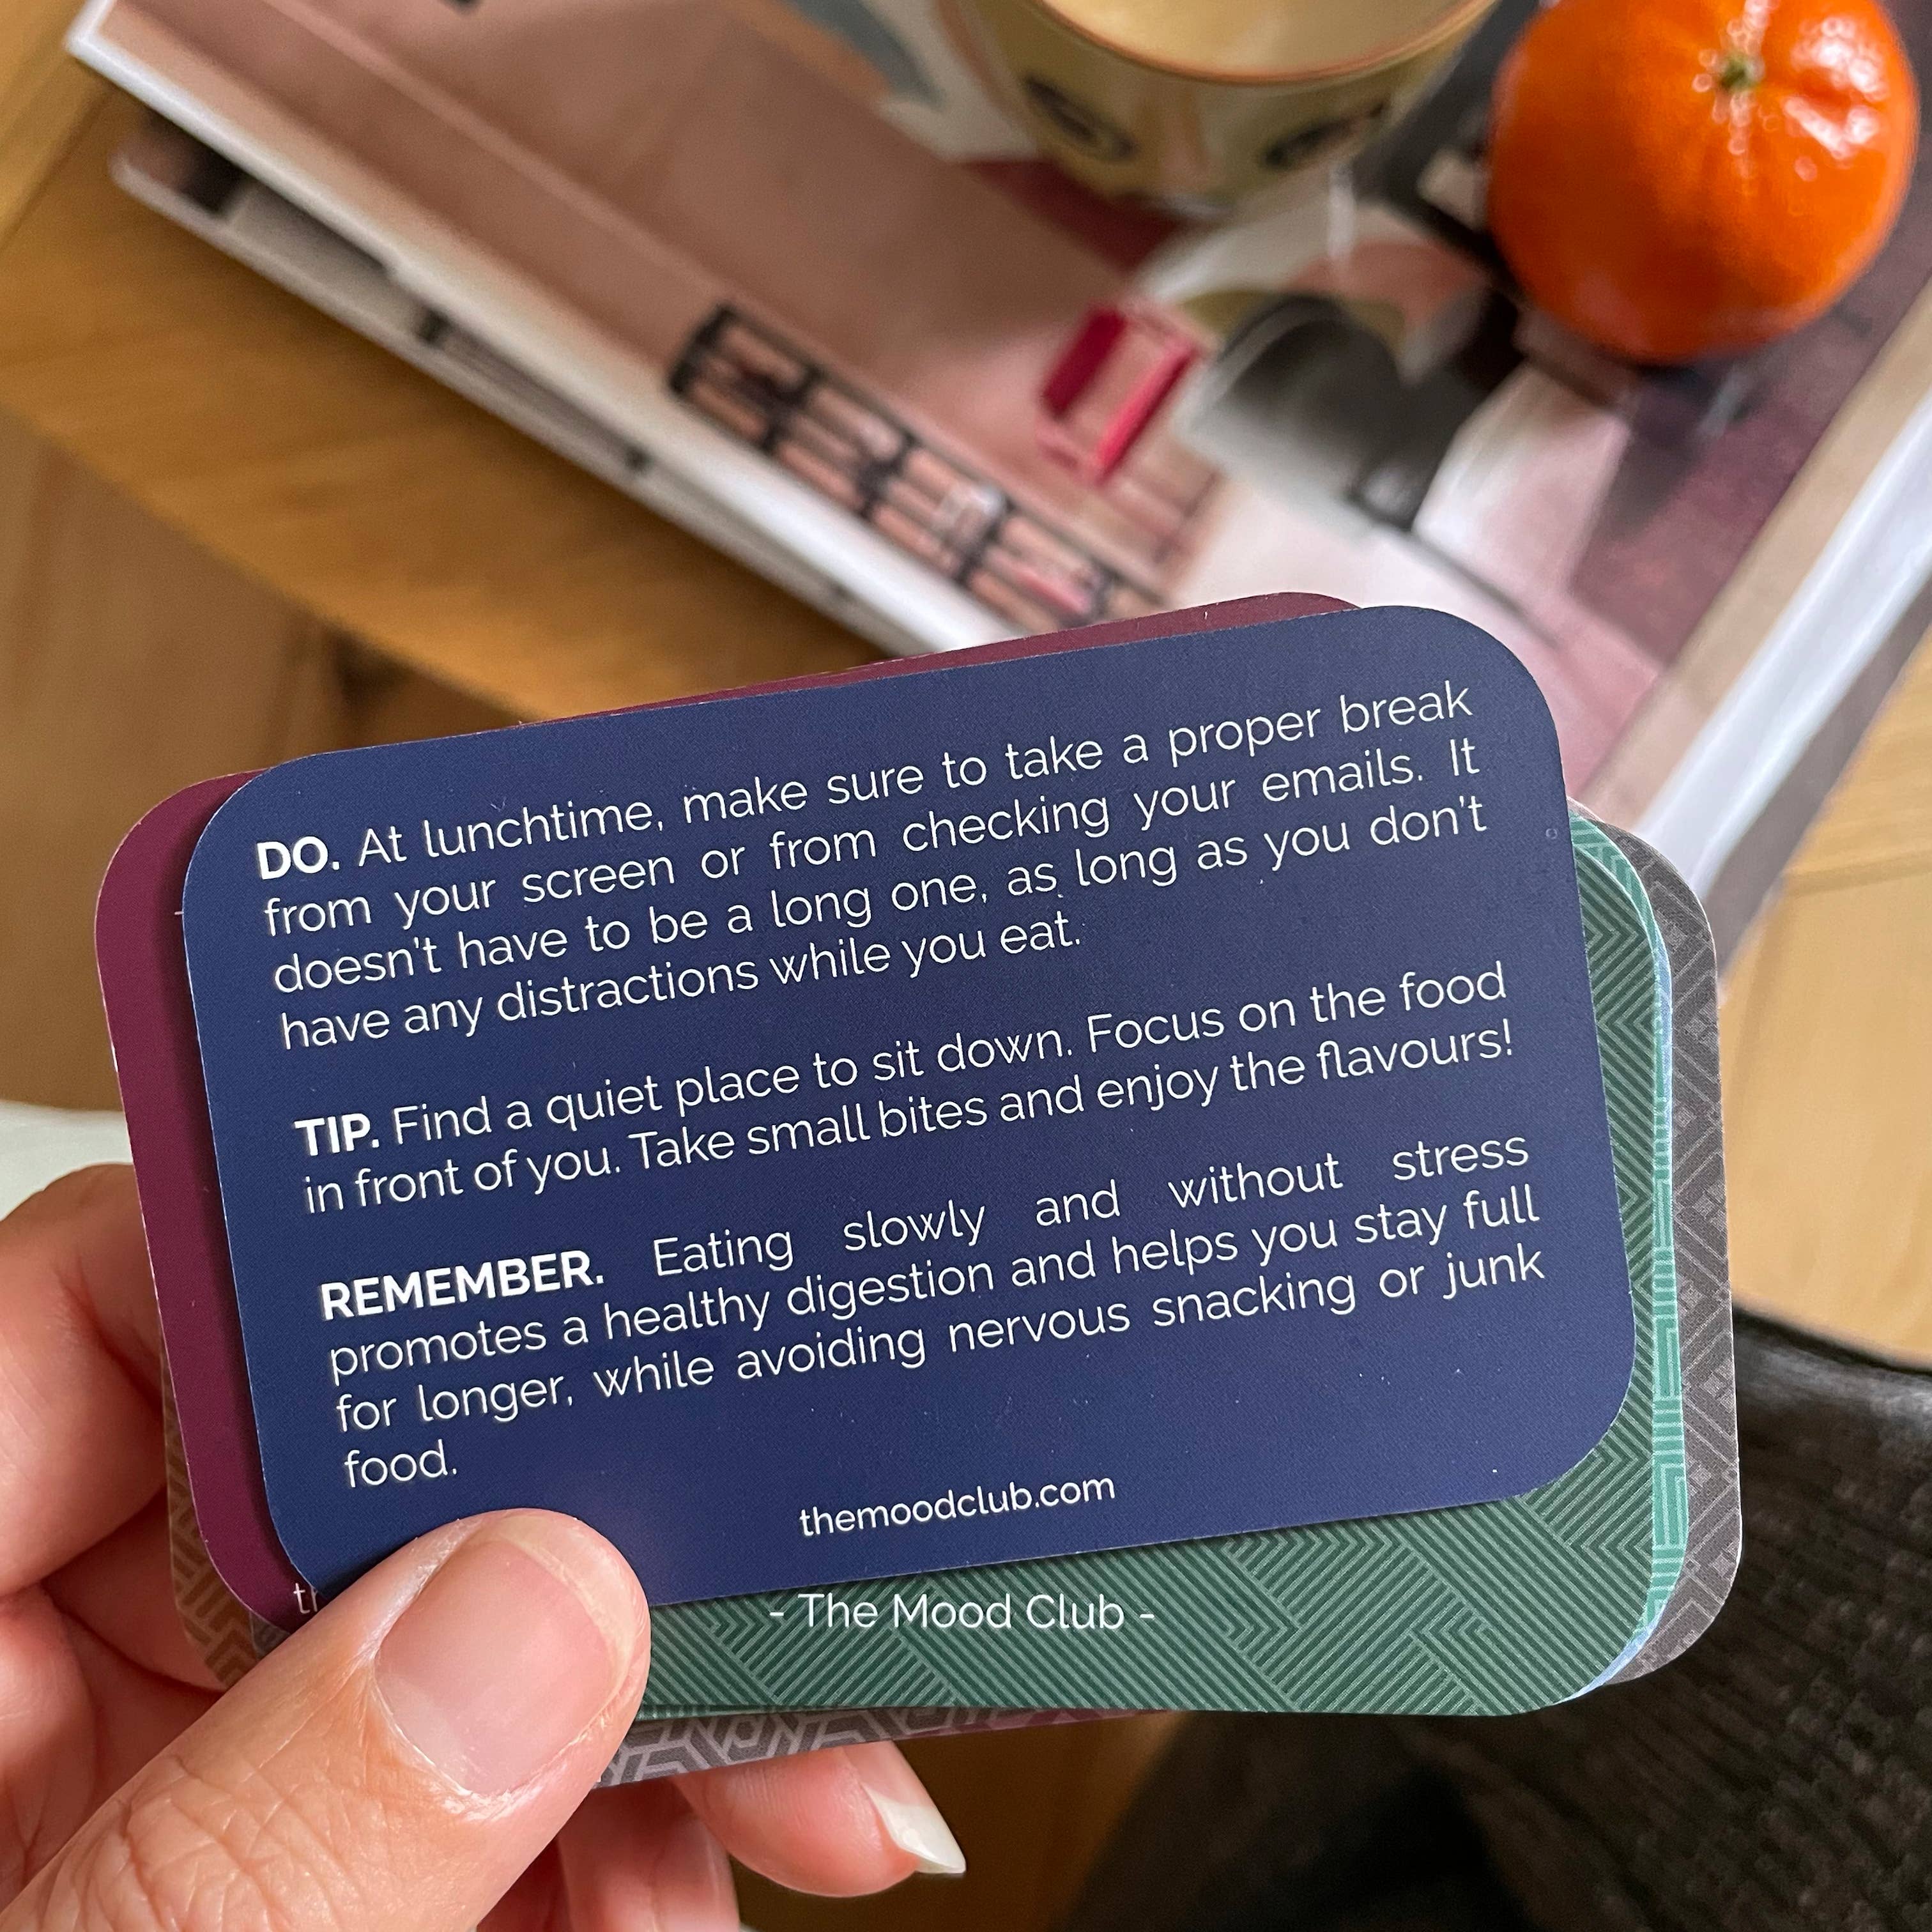 DO. At lunchtime, make sure to take a proper break
from your screen or from checking your emails. It
doesn't have to be a long one, as long as you don't
have any distractions while you eat.
TIP. Find a quiet place to sit down. Focus on the food
in front of you. Take small bites and enjoy the flavours!
REMEMBER. Eating slowly and without stress
promotes a healthy digestion and helps you stay full
for longer, while avoiding nervous snacking or junk
food.
themoodclub.com
- The Mood Club -